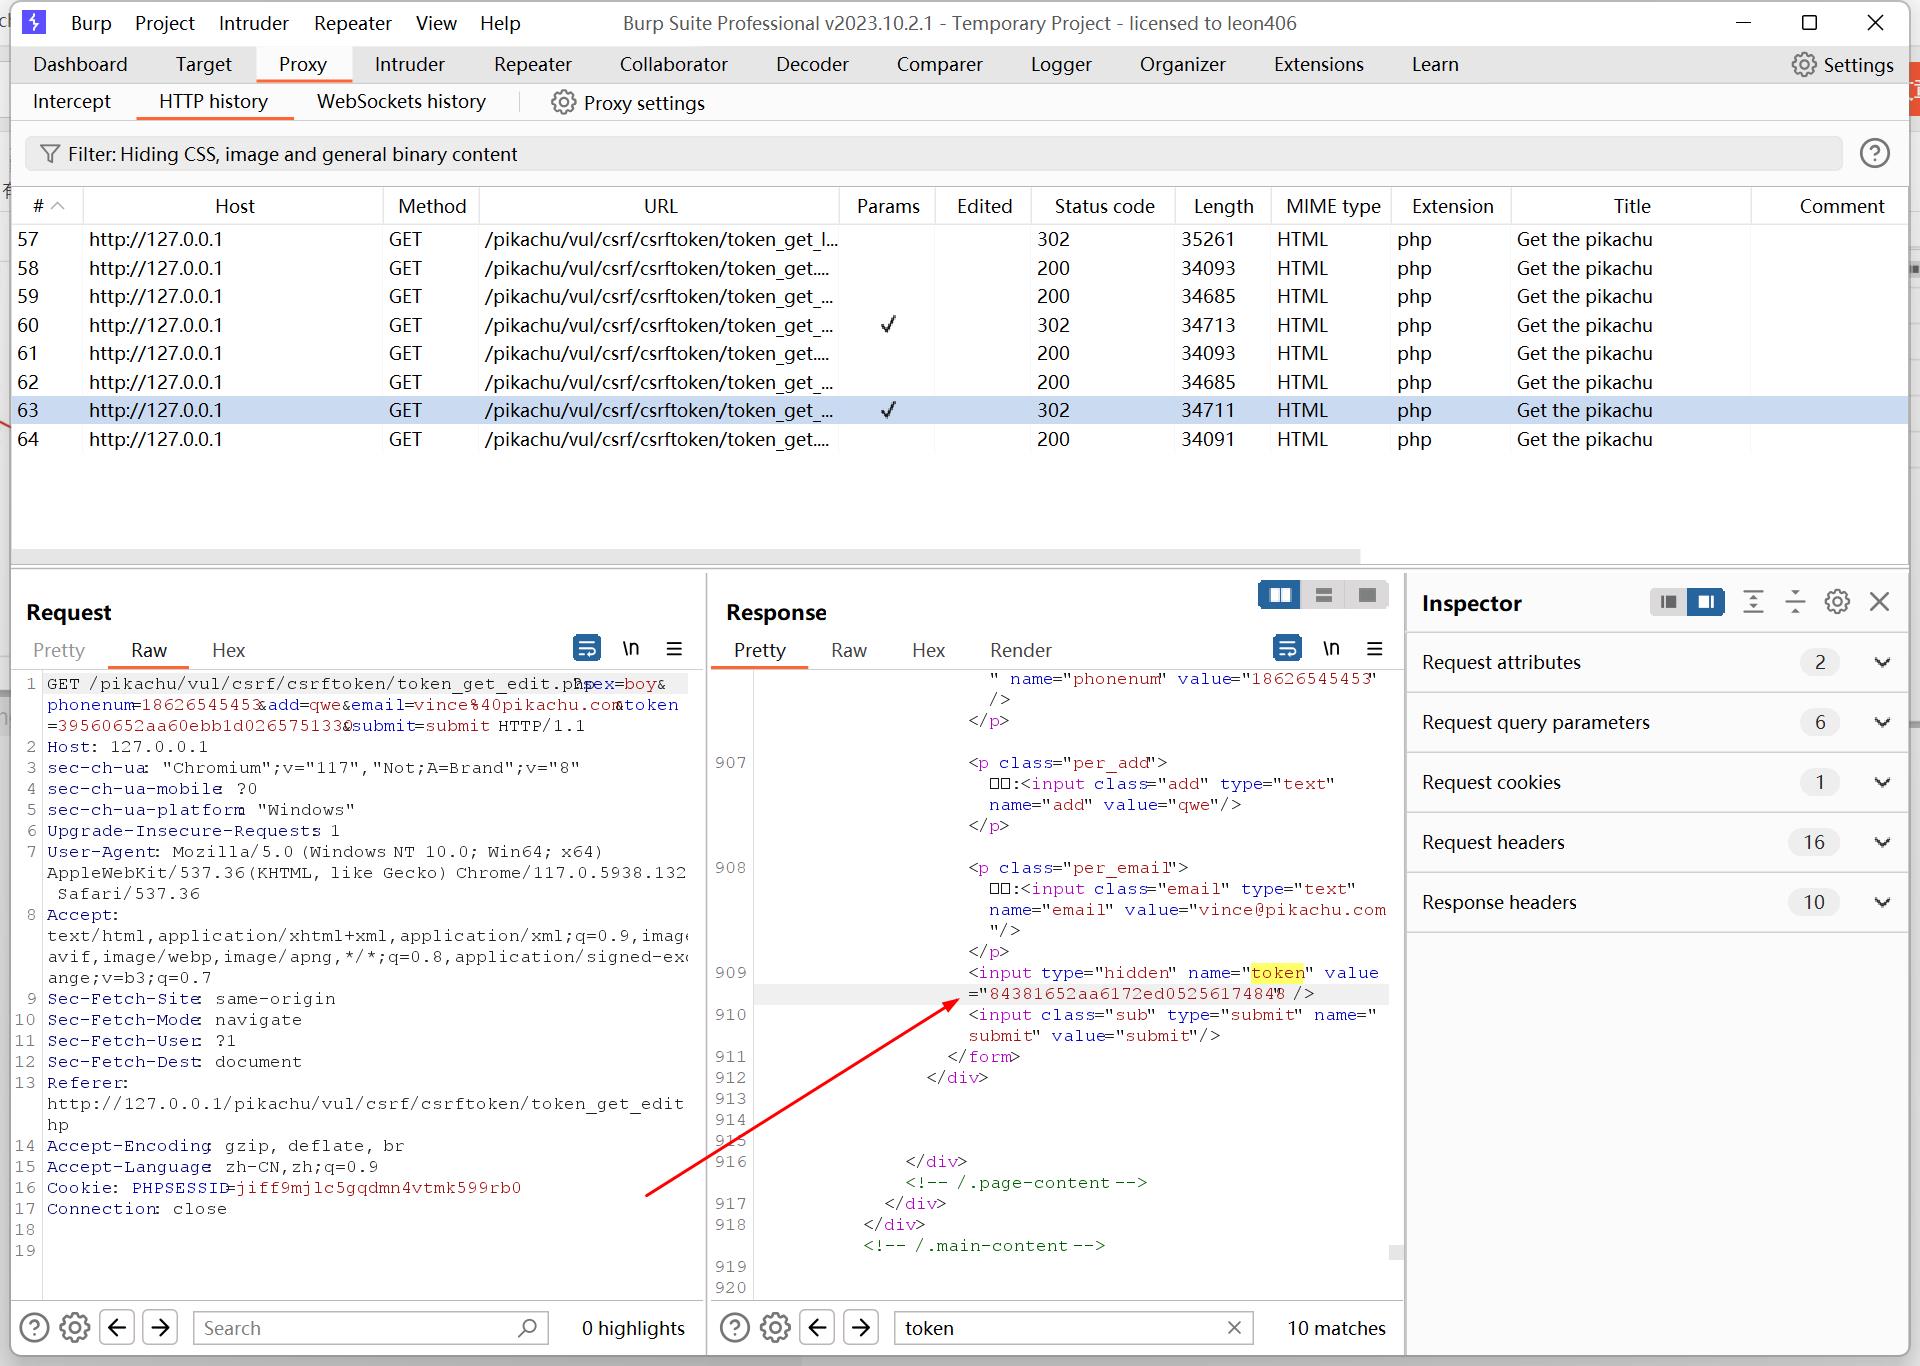 Burp Project Intruder Repeater View Help Burp Suite Professional v2023.10.2.1 - Temporary Project - licensed to leon406
Dashboard Target Proxy Intruder Repeater Collaborator Decoder Comparer Logger Organizer Extensions Learn Settings
Intercept HTTP history WebSockets history Proxy settings
Filter: Hiding CSS, image and general binary content
# Host Method URL Params Edited Status code Length MIME type Extension Title Comment
57 http://127.0.0.1 GET /pikachu/vul/csrf/csrftoken/token_get_l... 302 35261 HTML php Get the pikachu
58 http://127.0.0.1 GET /pikachu/vul/csrf/csrftoken/token_get.... 200 34093 HTML php Get the pikachu
59 http://127.0.0.1 GET /pikachu/vul/csrf/csrftoken/token_get_... 200 34685 HTML php Get the pikachu
60 http://127.0.0.1 GET /pikachu/vul/csrf/csrftoken/token_get_... ✓ 302 34713 HTML php Get the pikachu
61 http://127.0.0.1 GET /pikachu/vul/csrf/csrftoken/token_get.... 200 34093 HTML php Get the pikachu
62 http://127.0.0.1 GET /pikachu/vul/csrf/csrftoken/token_get_... 200 34685 HTML php Get the pikachu
63 http://127.0.0.1 GET /pikachu/vul/csrf/csrftoken/token_get_... ✓ 302 34711 HTML php Get the pikachu
64 http://127.0.0.1 GET /pikachu/vul/csrf/csrftoken/token_get.... 200 34091 HTML php Get the pikachu
Request
Pretty Raw Hex \n
1 GET /pikachu/vul/csrf/csrftoken/token_get_edit.php?sex=boy&
phonenum=18626545453&add=qwe&email=vince%40pikachu.com&token
=39560652aa60ebb1d0265751330&submit=submit HTTP/1.1
2 Host: 127.0.0.1
3 sec-ch-ua: "Chromium";v="117","Not;A=Brand";v="8"
4 sec-ch-ua-mobile: ?0
5 sec-ch-ua-platform: "Windows"
6 Upgrade-Insecure-Requests: 1
7 User-Agent: Mozilla/5.0 (Windows NT 10.0; Win64; x64)
AppleWebKit/537.36(KHTML, like Gecko) Chrome/117.0.5938.132
Safari/537.36
8 Accept:
text/html,application/xhtml+xml,application/xml;q=0.9,image
avif,image/webp,image/apng,*/*;q=0.8,application/signed-exc
ange;v=b3;q=0.7
9 Sec-Fetch-Site: same-origin
10 Sec-Fetch-Mode: navigate
11 Sec-Fetch-User: ?1
12 Sec-Fetch-Dest: document
13 Referer:
http://127.0.0.1/pikachu/vul/csrf/csrftoken/token_get_edit
hp
14 Accept-Encoding: gzip, deflate, br
15 Accept-Language: zh-CN,zh;q=0.9
16 Cookie: PHPSESSID=jiff9mjlc5gqdmn4vtmk599rb0
17 Connection: close
18
19
Search 0 highlights
Response
Pretty Raw Hex Render \n
" name="phonenum" value="18626545453"
/>
</p>
907 <p class="per_add">
□□:<input class="add" type="text"
name="add" value="qwe"/>
</p>
908 <p class="per_email">
□□:<input class="email" type="text"
name="email" value="vince@pikachu.com
"/>
</p>
909 <input type="hidden" name="token" value
="84381652aa6172ed05256174848" />
910 <input class="sub" type="submit" name="
submit" value="submit"/>
911 </form>
912 </div>
913
914
915
916 </div>
<!-- /.page-content -->
917 </div>
918 </div>
<!-- /.main-content -->
919
920
token 10 matches
Inspector
Request attributes 2
Request query parameters 6
Request cookies 1
Request headers 16
Response headers 10